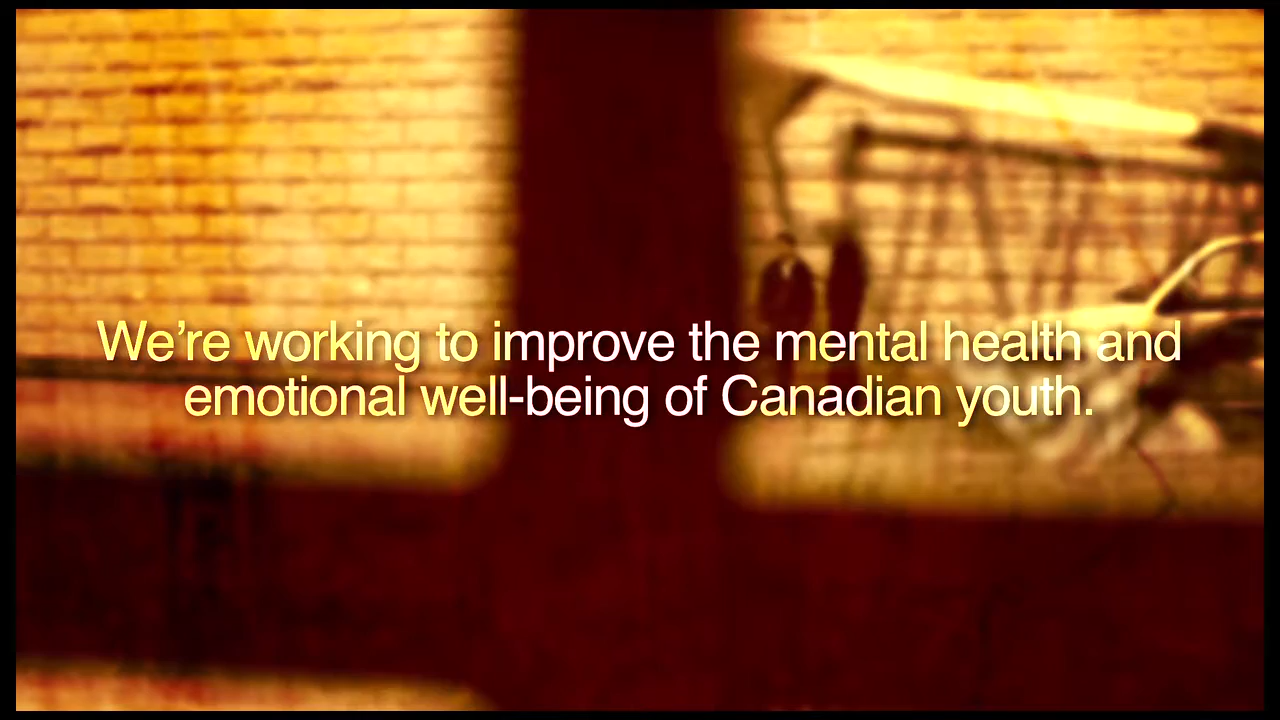 We’re working to improve the mental health and
emotional well-being of Canadian youth.